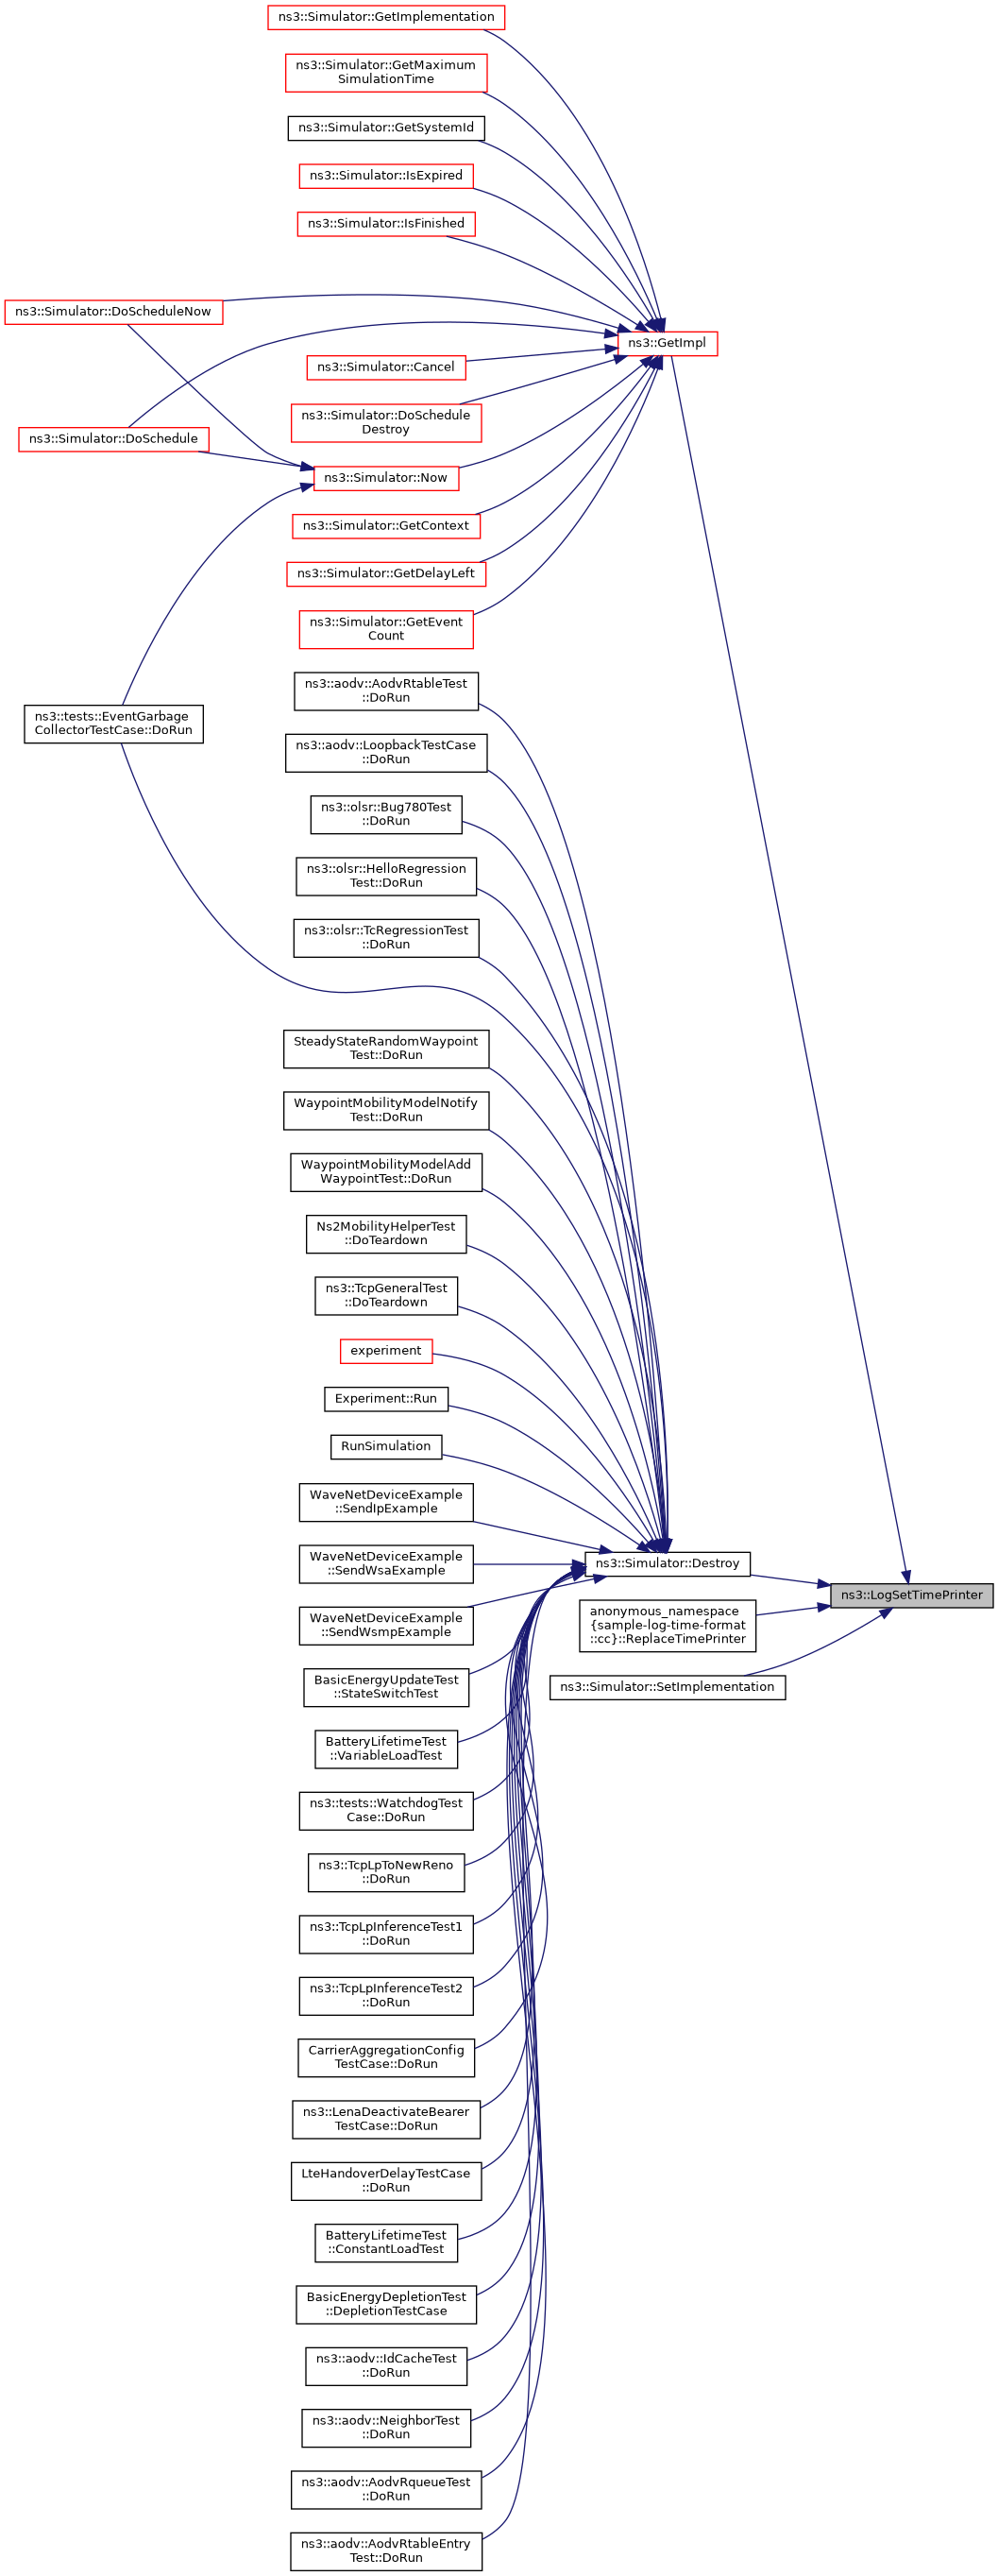 ns3::Simulator::GetImplementation
ns3::Simulator::GetMaximum
SimulationTime
ns3::Simulator::GetSystemId
ns3::Simulator::IsExpired
ns3::Simulator::IsFinished
ns3::Simulator::DoScheduleNow
ns3::GetImpl
ns3::Simulator::Cancel
ns3::Simulator::DoSchedule
Destroy
ns3::Simulator::DoSchedule
ns3::Simulator::Now
ns3::Simulator::GetContext
ns3::Simulator::GetDelayLeft
ns3::Simulator::GetEvent
Count
ns3::aodv::AodvRtableTest
::DoRun
ns3::tests::EventGarbage
CollectorTestCase::DoRun
ns3::aodv::LoopbackTestCase
::DoRun
ns3::olsr::Bug780Test
::DoRun
ns3::olsr::HelloRegression
Test::DoRun
ns3::olsr::TcRegressionTest
::DoRun
SteadyStateRandomWaypoint
Test::DoRun
WaypointMobilityModelNotify
Test::DoRun
WaypointMobilityModelAdd
WaypointTest::DoRun
Ns2MobilityHelperTest
::DoTeardown
ns3::TcpGeneralTest
::DoTeardown
experiment
Experiment::Run
RunSimulation
WaveNetDeviceExample
::SendIpExample
WaveNetDeviceExample
::SendWsaExample
ns3::Simulator::Destroy
ns3::LogSetTimePrinter
WaveNetDeviceExample
::SendWsmpExample
anonymous_namespace
{sample-log-time-format
::cc}::ReplaceTimePrinter
BasicEnergyUpdateTest
::StateSwitchTest
ns3::Simulator::SetImplementation
BatteryLifetimeTest
::VariableLoadTest
ns3::tests::WatchdogTest
Case::DoRun
ns3::TcpLpToNewReno
::DoRun
ns3::TcpLpInferenceTest1
::DoRun
ns3::TcpLpInferenceTest2
::DoRun
CarrierAggregationConfig
TestCase::DoRun
ns3::LenaDeactivateBearer
TestCase::DoRun
LteHandoverDelayTestCase
::DoRun
BatteryLifetimeTest
::ConstantLoadTest
BasicEnergyDepletionTest
::DepletionTestCase
ns3::aodv::IdCacheTest
::DoRun
ns3::aodv::NeighborTest
::DoRun
ns3::aodv::AodvRqueueTest
::DoRun
ns3::aodv::AodvRtableEntry
Test::DoRun